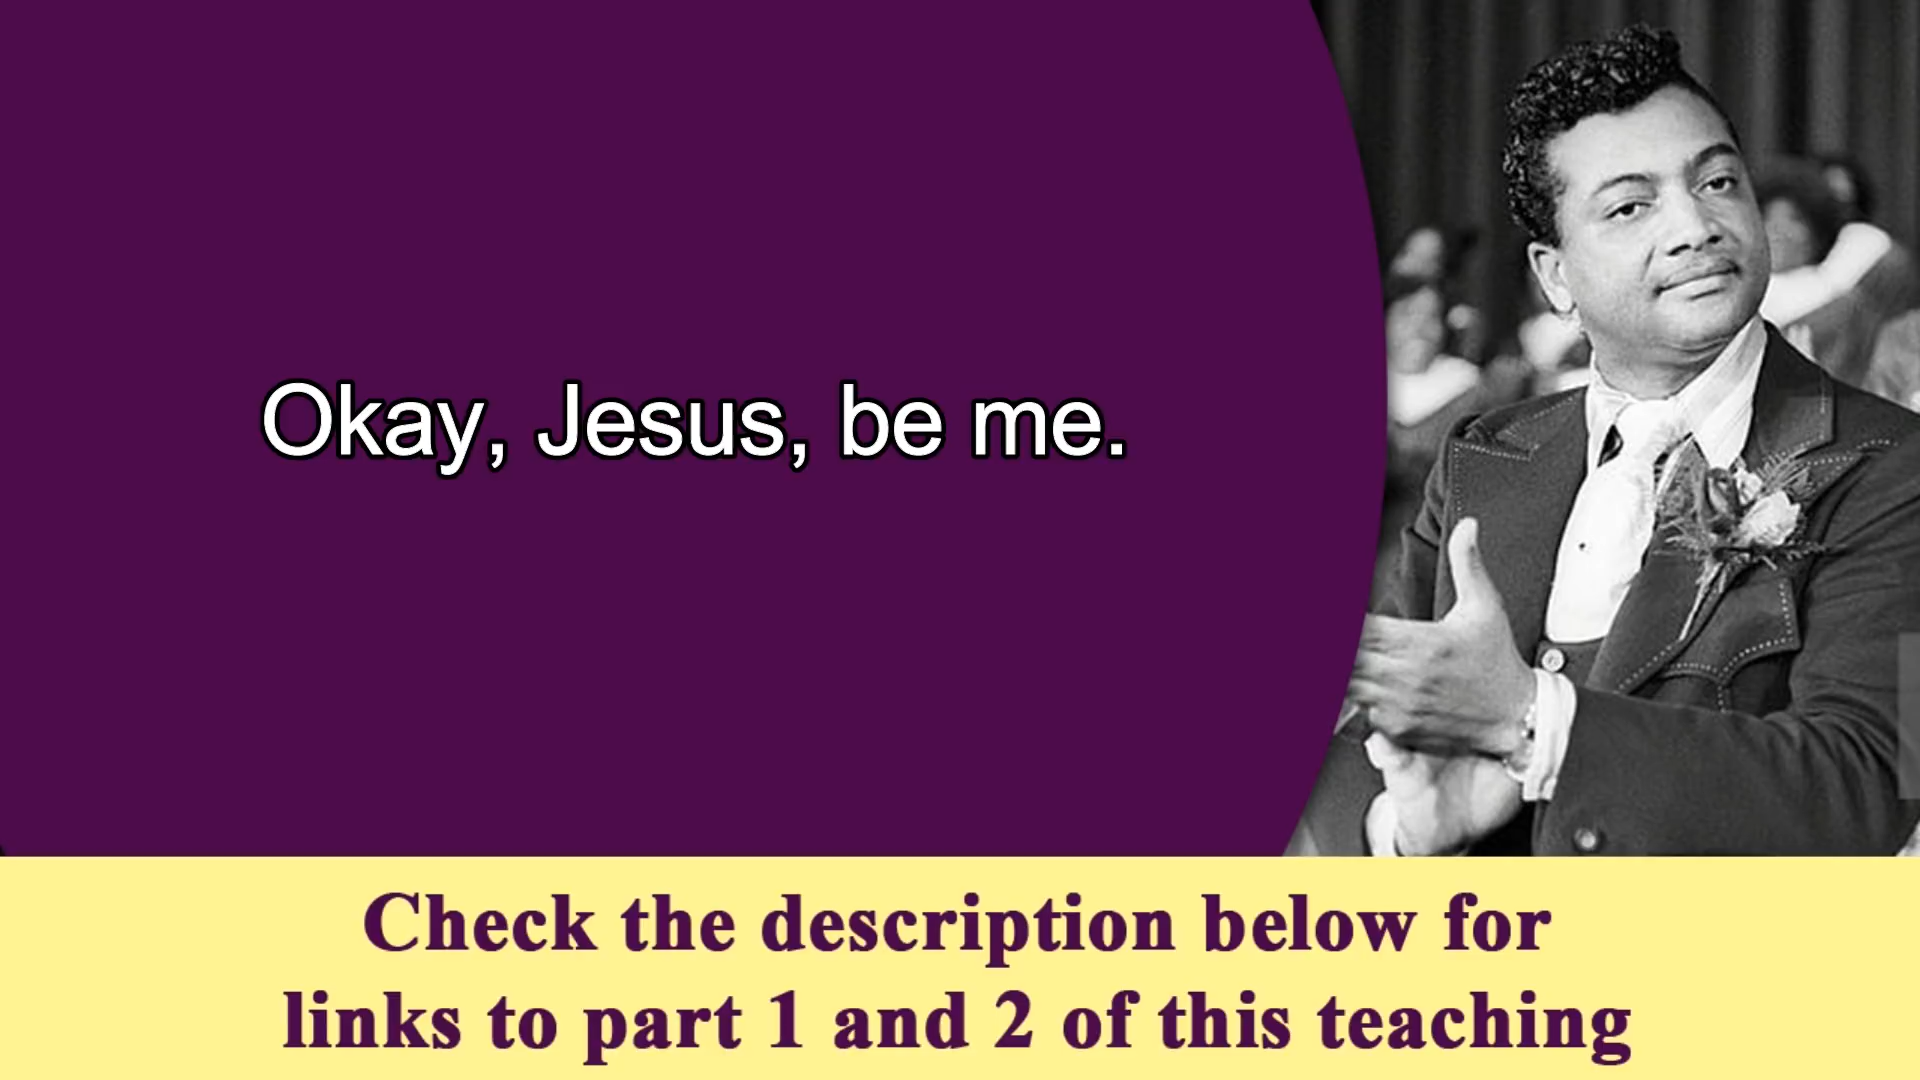 Okay, Jesus, be me.
Check the description below for
links to part 1 and 2 of this teaching